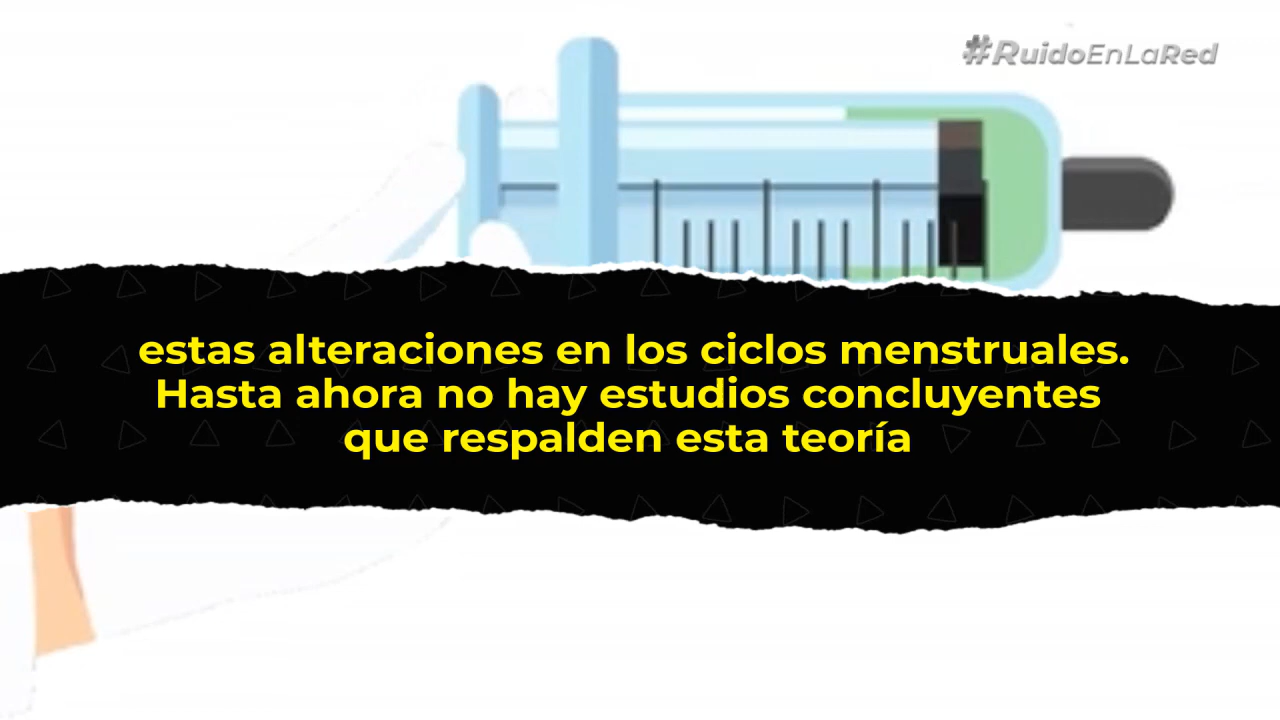 #RuidoEnLaRed
estas alteraciones en los ciclos menstruales.
Hasta ahora no hay estudios concluyentes
que respalden esta teoría